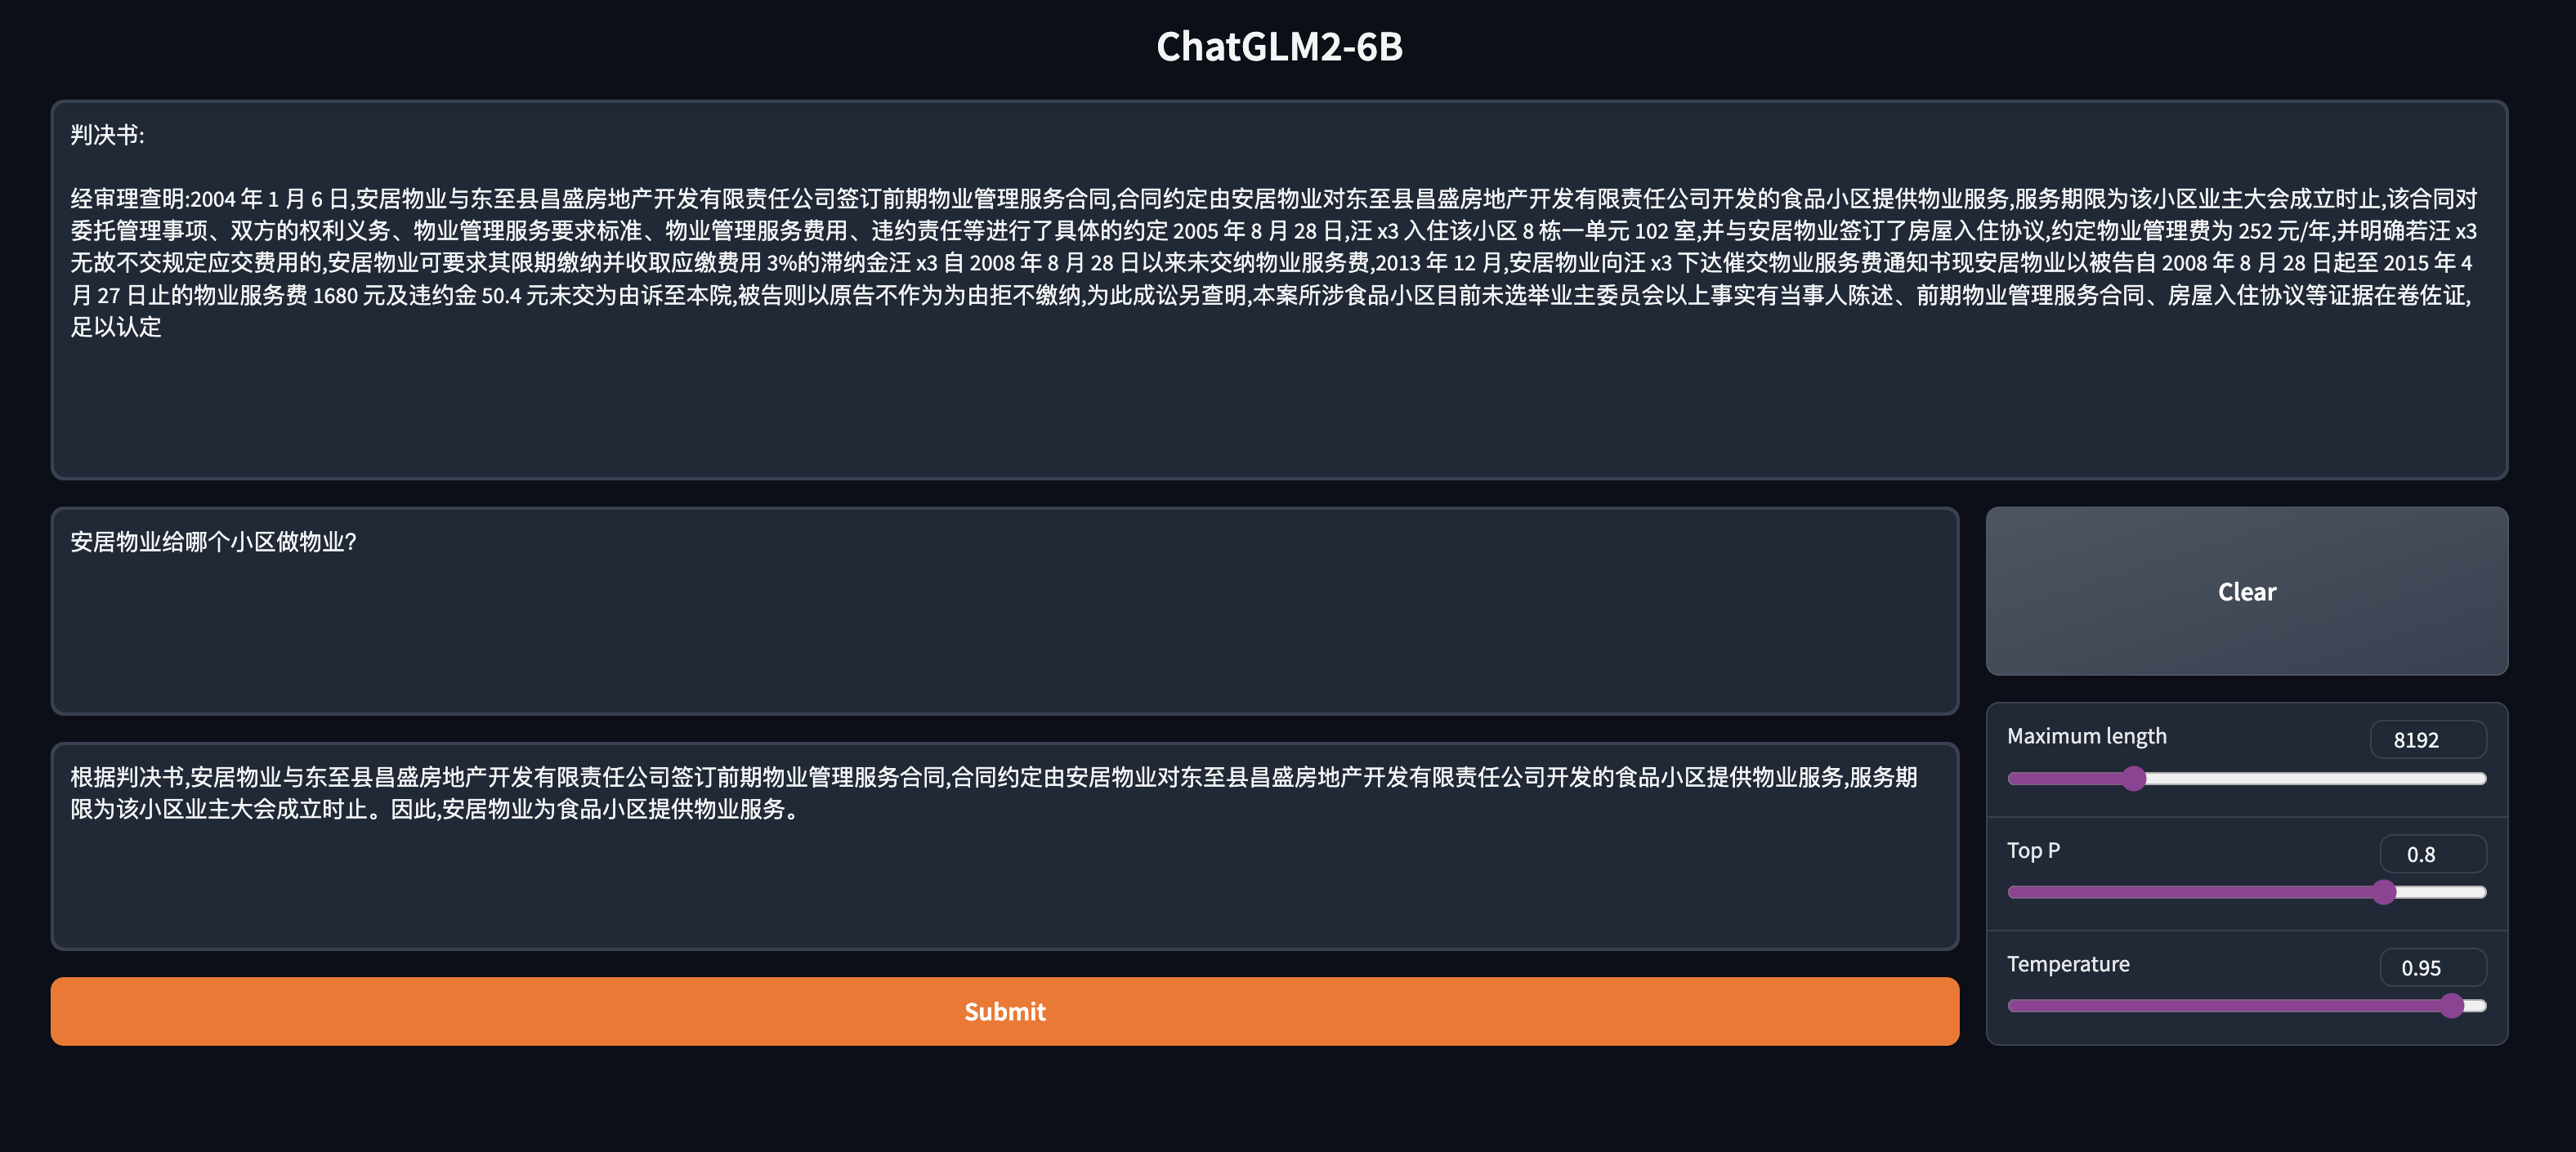 ChatGLM2-6B
判决书:
经审理查明:2004 年 1 月 6 日,安居物业与东至县昌盛房地产开发有限责任公司签订前期物业管理服务合同,合同约定由安居物业对东至县昌盛房地产开发有限责任公司开发的食品小区提供物业服务,服务期限为该小区业主大会成立时止,该合同对
委托管理事项、双方的权利义务、物业管理服务要求标准、物业管理服务费用、违约责任等进行了具体的约定 2005 年 8 月 28 日,汪 x3 入住该小区 8 栋一单元 102 室,并与安居物业签订了房屋入住协议,约定物业管理费为 252 元/年,并明确若汪 x3
无故不交规定应交费用的,安居物业可要求其限期缴纳并收取应缴费用 3%的滞纳金汪 x3 自 2008 年 8 月 28 日以来未交纳物业服务费,2013 年 12 月,安居物业向汪 x3 下达催交物业服务费通知书现安居物业以被告自 2008 年 8 月 28 日起至 2015 年 4
月 27 日止的物业服务费 1680 元及违约金 50.4 元未交为由诉至本院,被告则以原告不作为为由拒不缴纳,为此成讼另查明,本案所涉食品小区目前未选举业主委员会以上事实有当事人陈述、前期物业管理服务合同、房屋入住协议等证据在卷佐证,
足以认定
安居物业给哪个小区做物业?
Clear
根据判决书,安居物业与东至县昌盛房地产开发有限责任公司签订前期物业管理服务合同,合同约定由安居物业对东至县昌盛房地产开发有限责任公司开发的食品小区提供物业服务,服务期
限为该小区业主大会成立时止。因此,安居物业为食品小区提供物业服务。
Submit
Maximum length
8192
Top P
0.8
Temperature
0.95